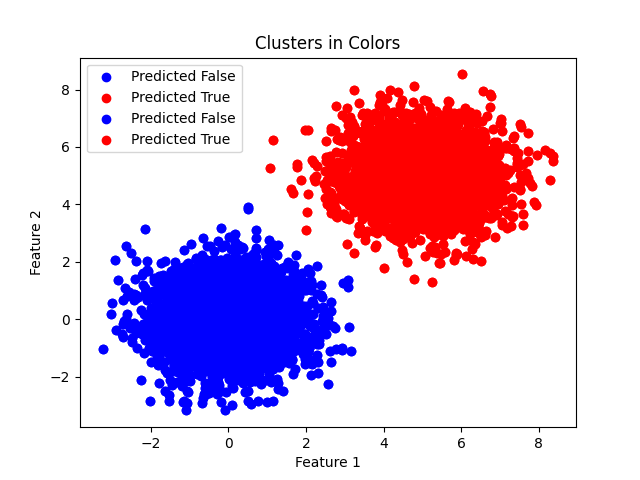 Clusters in Colors
Predicted False
Predicted True
Predicted False
Predicted True
8
6
4
2
0
−2
Feature 2
−2
0
2
4
6
8
Feature 1